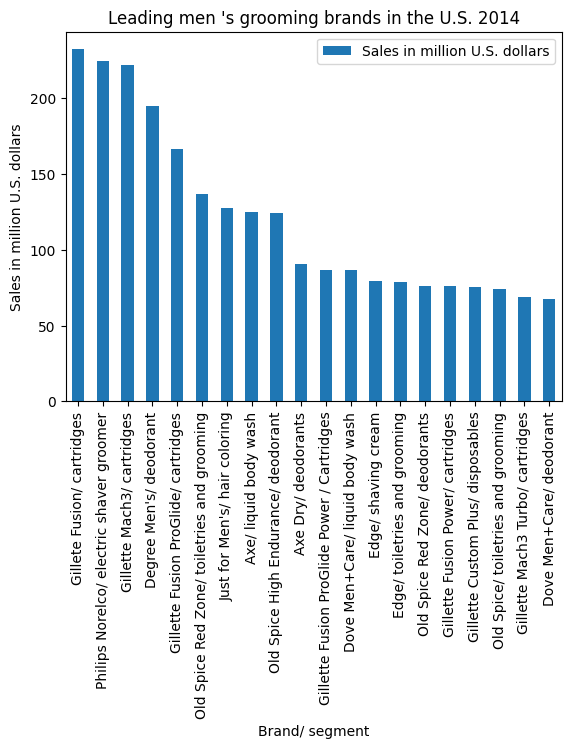 Leading men 's grooming brands in the U.S. 2014
Sales in million U.S. dollars
Sales in million U.S. dollars
200
150
100
50
0
Gillete Fusion/ cartridges
Philips Norelco/ electric shaver groomer
Gillette Mach3/ cartridges
Degree Men's/ deodorant
Gillette Fusion ProGlide/ cartridges
Old Spice Red Zone/ toiletries and grooming
Just for Men's/ hair coloring
Axe/ liquid body wash
Old Spice High Endurance/ deodorant
Axe Dry/ deodorants
Gillette Fusion ProGlide Power / Cartridges
Dove Men+Care/ liquid body wash
Edge/ shaving cream
Edge/ toiletries and grooming
Old Spice Red Zone/ deodorants
Gillette Fusion Power/ cartridges
Gillette Custom Plus/ disposables
Old Spice/ toiletries and grooming
Gillette Mach3 Turbo/ cartridges
Dove Men+Care/ deodorant
Brand/ segment